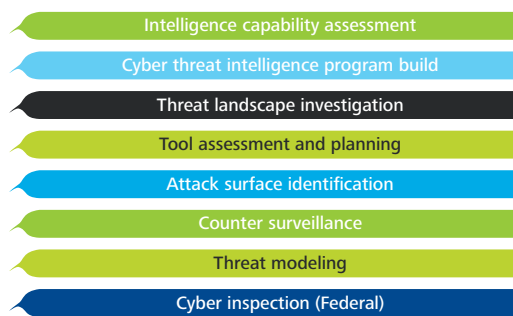 Intelligence capability assessment
Cyber threat intelligence program build
Threat landscape investigation
Tool assessment and planning
Attack surface identification
Counter surveillance
Threat modeling
Cyber inspection (Federal)